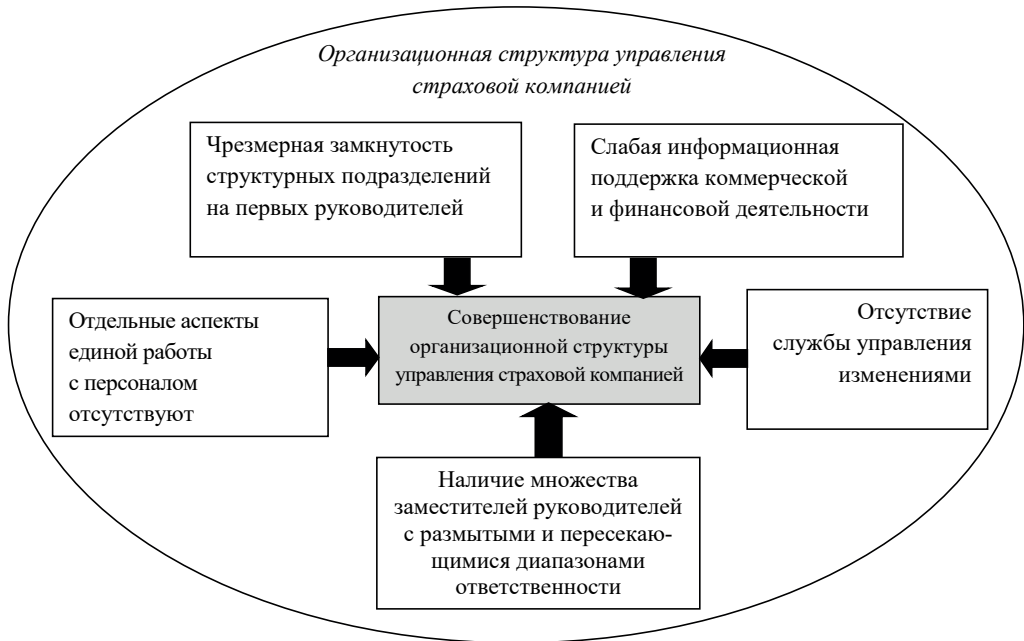 Организационная структура управления
страховой компанией
Чрезмерная замкнутость
структурных подразделений
на первых руководителей
Слабая информационная
поддержка коммерческой
и финансовой деятельности
Отдельные аспекты
единой работы
с персоналом
отсутствуют
Совершенствование
организационной структуры
управления страховой компанией
Отсутствие
службы управления
изменениями
Наличие множества
заместителей руководителей
с размытыми и пересекаю-
щимися диапазонами
ответственности